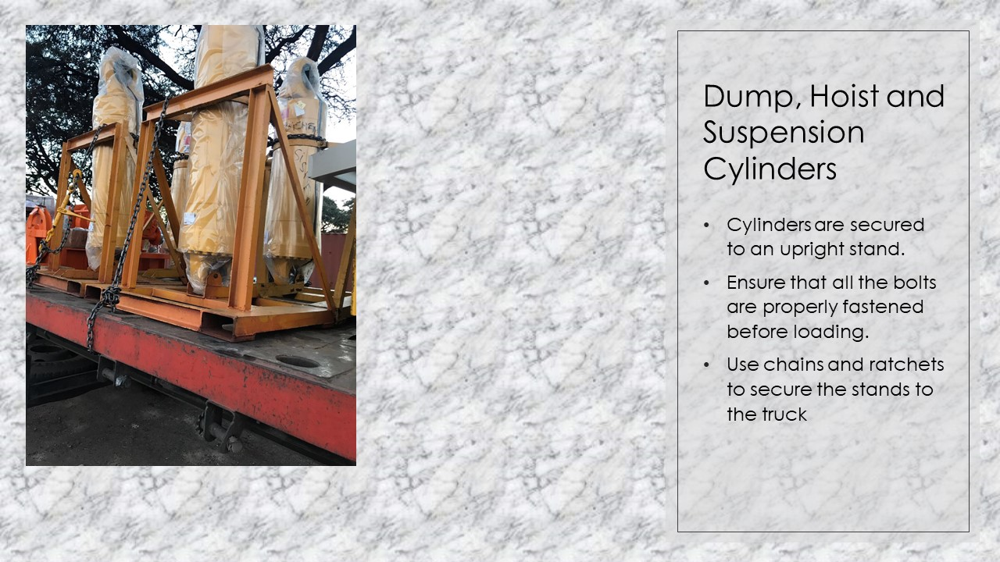 Dump, Hoist and
Suspension
Cylinders
• Cylinders are secured
to an upright stand.
• Ensure that all the bolts
are properly fastened
before loading.
• Use chains and ratchets
to secure the stands to
the truck